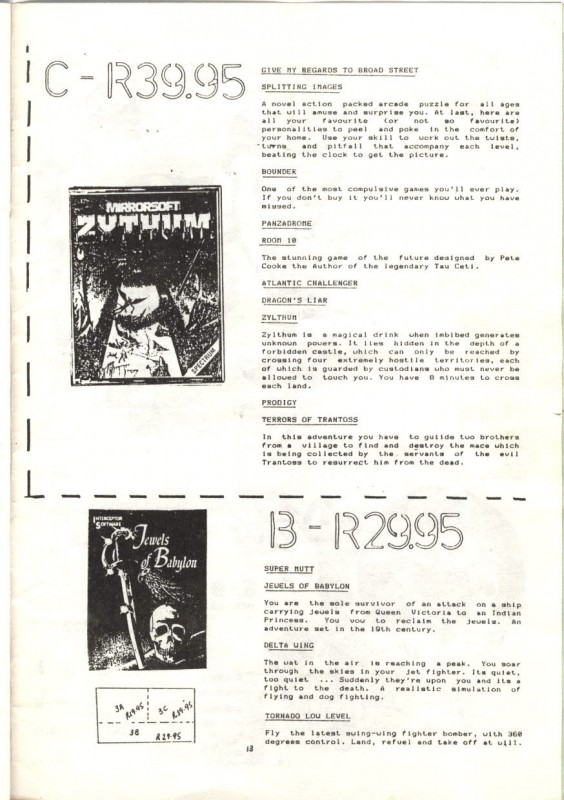 C - R39.95
GIVE MY REGARDS TO BROAD STREET
SPLITTING IMAGES
A novel action packed arcade puzzle for all ages
that will amuse and surprise you. At last, here are
all your favourite (or not so favourite)
personalities to peel and poke in the comfort of
your home. Use your skill to work out the twists,
turns and pitfall that accompany each level,
beating the clock to get the picture.
BOUNDER
One of the most compulsive games you'll ever play.
If you don't buy it you'll never know what you have
missed.
PANZADROME
ROOM 10
The stunning game of the future designed by Pete
Cooke the Author of the legendary Tau Ceti.
ATLANTIC CHALLENGER
DRAGON'S LIAR
ZYLTHUM
Zylthum is a magical drink when imbibed generates
unknown powers. It lies hidden in the depth of a
forbidden castle, which can only be reached by
crossing four extremely hostile territories, each
of which is guarded by custodians who must never be
allowed to touch you. You have 8 minutes to cross
each land.
PRODIGY
TERRORS OF TRANTOSS
In this adventure you have to guiide two brothers
from a village to find and destroy the mace which
is being collected by the servants of the evil
Trantoss to resurrect him from the dead.
MIRRORSOFT
SPECTRUM
B - R29.95
SUPER MUTT
JEWELS OF BABYLON
You are the sole survivor of an attack on a ship
carrying jewels from Queen Victoria to an Indian
Princess. You vow to reclaim the jewels. An
adventure set in the 19th century.
DELTA WING
The wat in the air is reaching a peak. You soar
through the skies in your jet fighter. Its quiet,
too quiet ... Suddenly they're upon you and its a
fight to the death. A realistic simulation of
flying and dog fighting.
TORNADO LOW LEVEL
Fly the latest swing-wing fighter bomber, with 360
degrees control. Land, refuel and take off at will.
INTERCEPTOR
SOFTWARE
Jewels
of Babylon
3A R19.95
3C R39.95
3B R29.95
13